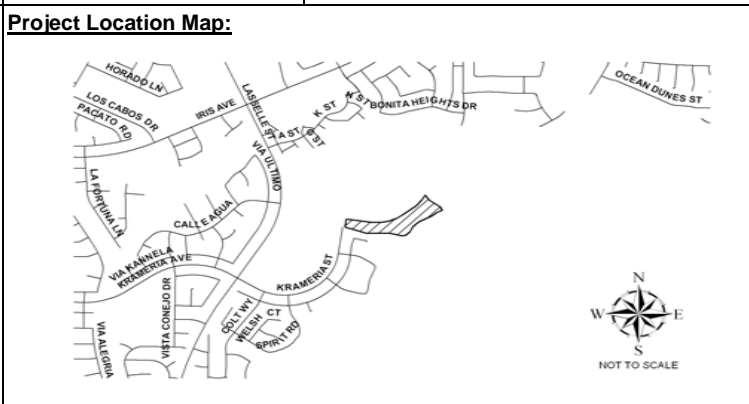 Project Location Map:
HORADO LN
LOS CABOS DR
PACATO RD
IRIS AVE
LASBELLE ST
A ST
G ST
K ST
N ST
BONITA HEIGHTS DR
OCEAN DUNES ST
VIA ULTIMO
LA FORTUNA LN
CALLE AGUA
VIA KANNELA
KRAMERIA AVE
KRAMERIA ST
VISTA CONEJO DR
VIA ALEGRIA
COLT WY
WELSH CT
SPIRIT RD
N
W E
S
NOT TO SCALE